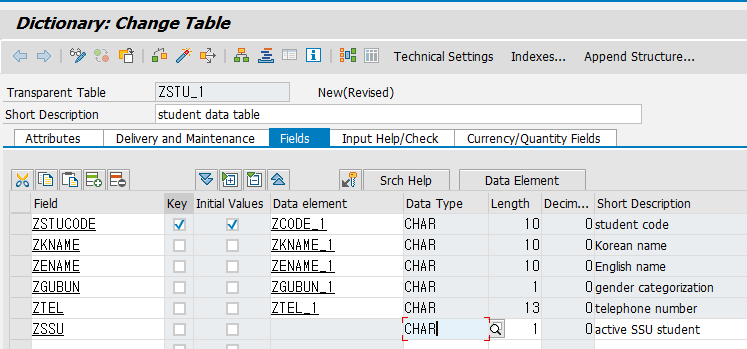 Dictionary: Change Table
Technical Settings Indexes... Append Structure...
Transparent Table ZSTU_1 New(Revised)
Short Description student data table
Attributes Delivery and Maintenance Fields Input Help/Check Currency/Quantity Fields
Srch Help Data Element
Field Key Initial Values Data element Data Type Length Decim... Short Description
ZSTUCODE ZCODE_1 CHAR 10 0 student code
ZKNAME ZKNAME_1 CHAR 10 0 Korean name
ZENAME ZENAME_1 CHAR 10 0 English name
ZGUBUN ZGUBUN_1 CHAR 1 0 gender categorization
ZTEL ZTEL_1 CHAR 13 0 telephone number
ZSSU CHAR 1 0 active SSU student